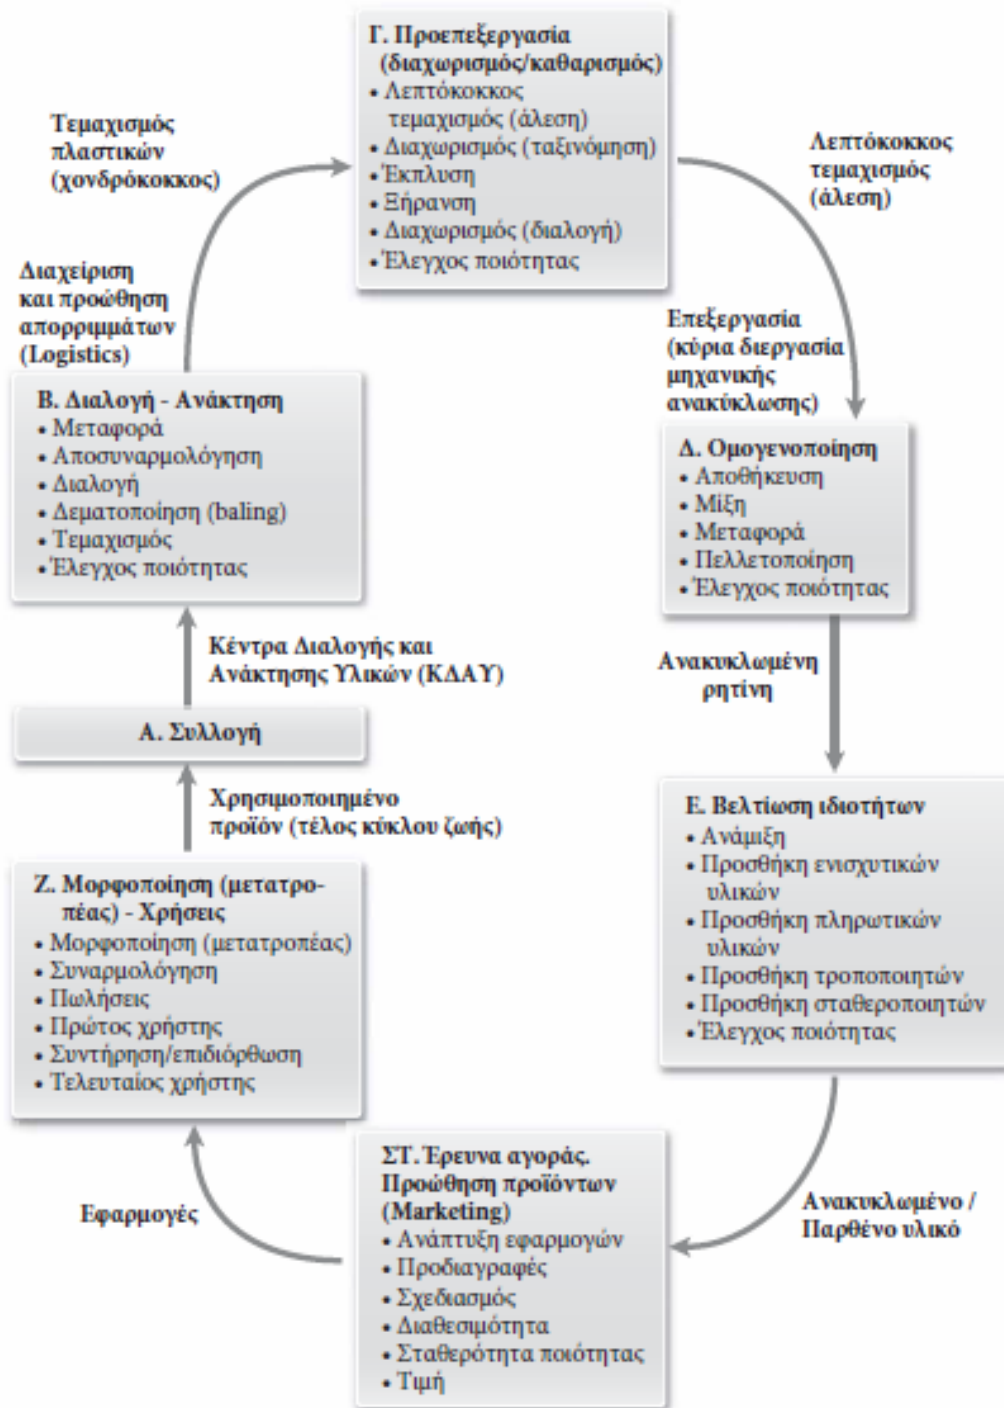 Γ. Προεπεξεργασία
(διαχωρισμός/καθαρισμός)
• Λεπτόκοκκος
τεμαχισμός (άλεση)
• Διαχωρισμός (ταξινόμηση)
• Έκπλυση
• Ξήρανση
• Διαχωρισμός (διαλογή)
• Έλεγχος ποιότητας
Τεμαχισμός
πλαστικών
(χονδρόκοκκος)
Λεπτόκοκκος
τεμαχισμός
(άλεση)
Διαχείριση
και προώθηση
απορριμμάτων
(Logistics)
Επεξεργασία
(κύρια διεργασία
μηχανικής
ανακύκλωσης)
Β. Διαλογή - Ανάκτηση
• Μεταφορά
• Αποσυναρμολόγηση
• Διαλογή
• Δεματοποίηση (baling)
• Τεμαχισμός
• Έλεγχος ποιότητας
Δ. Ομογενοποίηση
• Αποθήκευση
• Μίξη
• Μεταφορά
• Πελλετοποίηση
• Έλεγχος ποιότητας
Κέντρα Διαλογής και
Ανάκτησης Υλικών (ΚΔΑΥ)
Ανακυκλωμένη
ρητίνη
Α. Συλλογή
Χρησιμοποιημένο
προϊόν (τέλος κύκλου ζωής)
Ε. Βελτίωση ιδιοτήτων
• Ανάμιξη
• Προσθήκη ενισχυτικών
υλικών
• Προσθήκη πληρωτικών
υλικών
• Προσθήκη τροποποιητών
• Προσθήκη σταθεροποιητών
• Έλεγχος ποιότητας
Ζ. Μορφοποίηση (μετατρο-
πέας) - Χρήσεις
• Μορφοποίηση (μετατροπέας)
• Συναρμολόγηση
• Πωλήσεις
• Πρώτος χρήστης
• Συντήρηση/επιδιόρθωση
• Τελευταίος χρήστης
ΣΤ. Έρευνα αγοράς.
Προώθηση προϊόντων
(Marketing)
• Ανάπτυξη εφαρμογών
• Προδιαγραφές
• Σχεδιασμός
• Διαθεσιμότητα
• Σταθερότητα ποιότητας
• Τιμή
Εφαρμογές
Ανακυκλωμένο /
Παρθένο υλικό